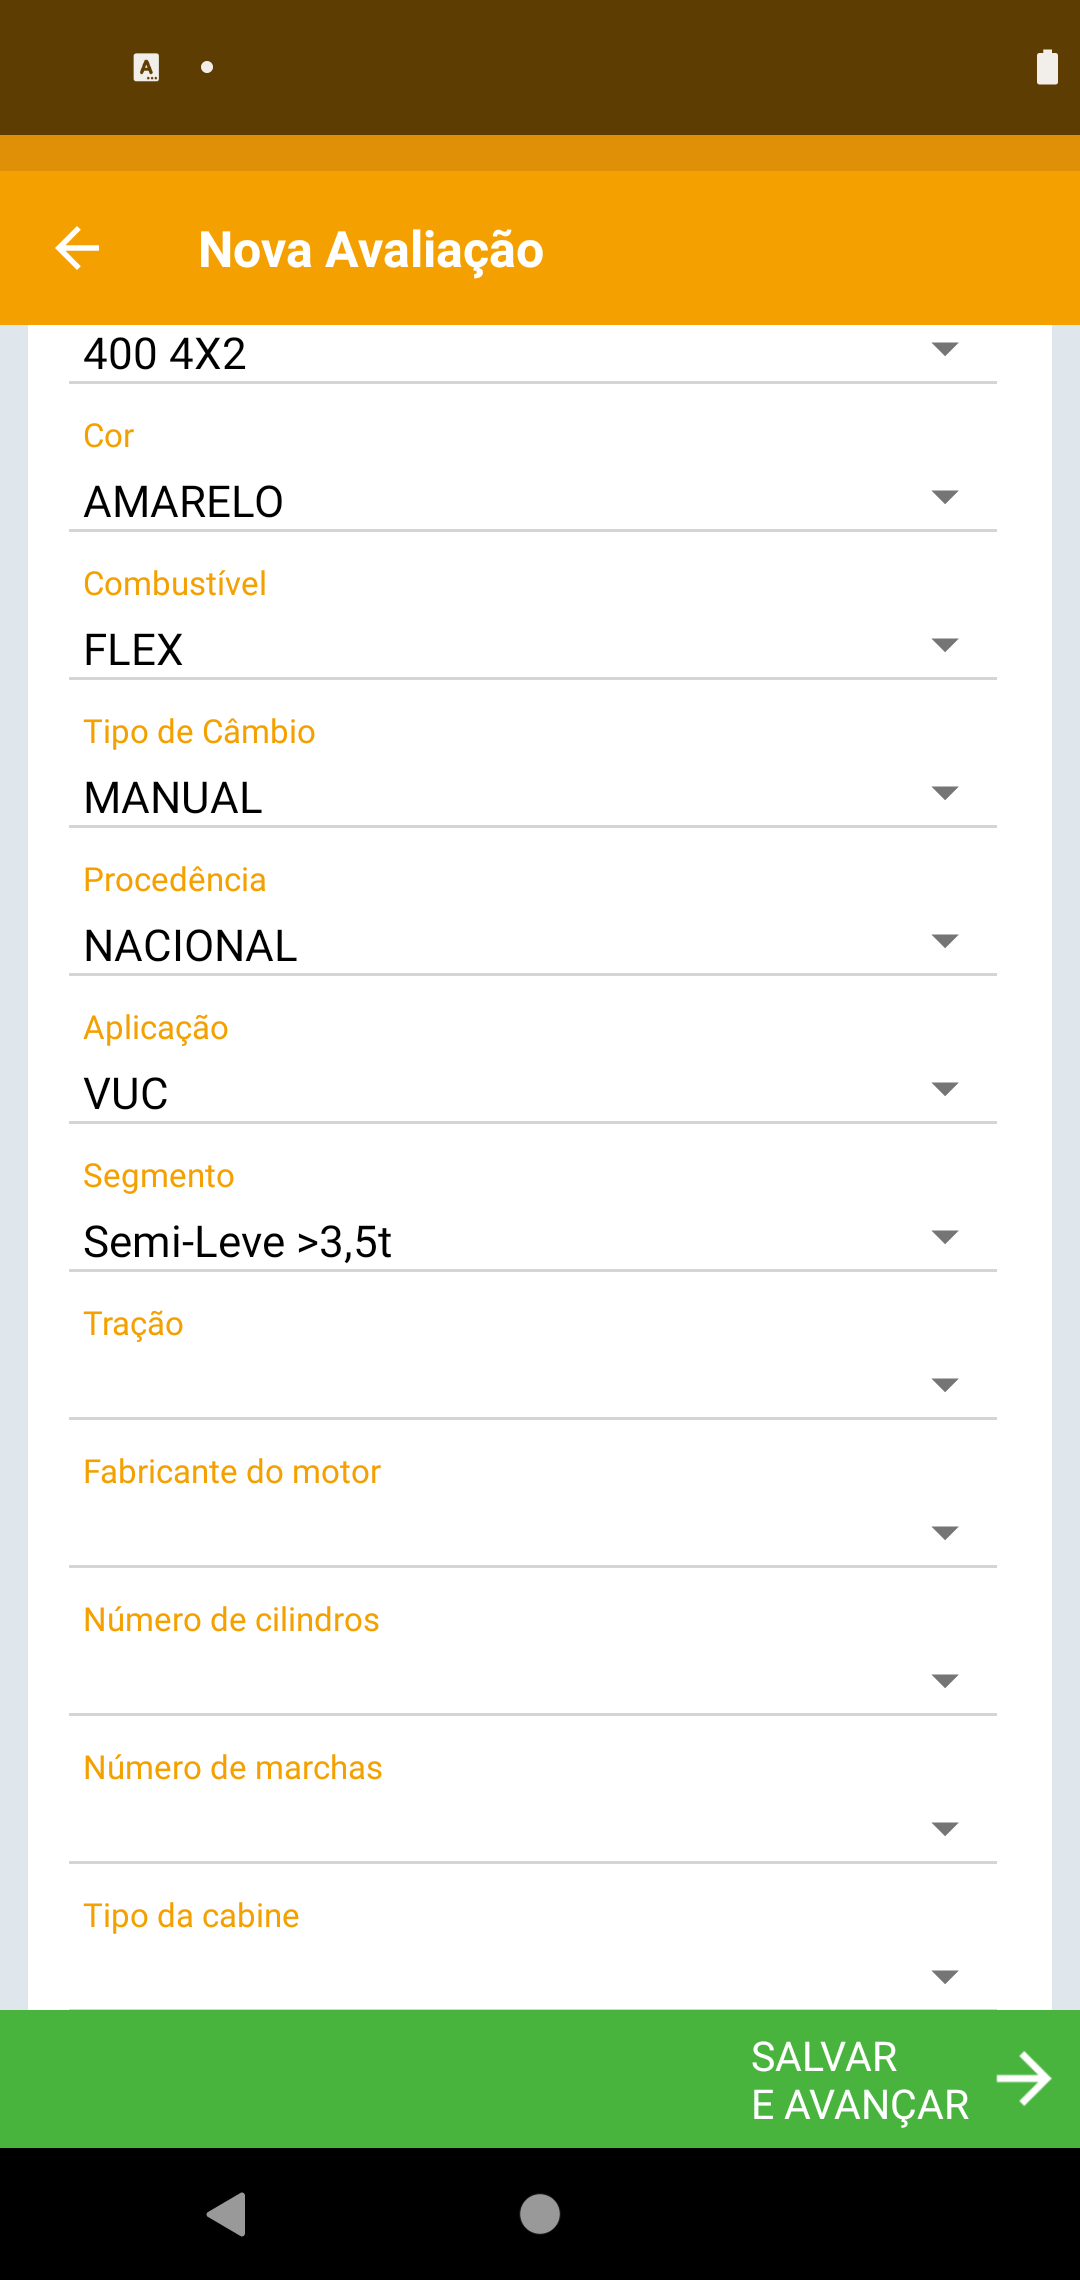 Nova Avaliação
400 4X2
Cor
AMARELO
Combustível
FLEX
Tipo de Câmbio
MANUAL
Procedência
NACIONAL
Aplicação
VUC
Segmento
Semi-Leve >3,5t
Tração
Fabricante do motor
Número de cilindros
Número de marchas
Tipo da cabine
SALVAR
E AVANÇAR